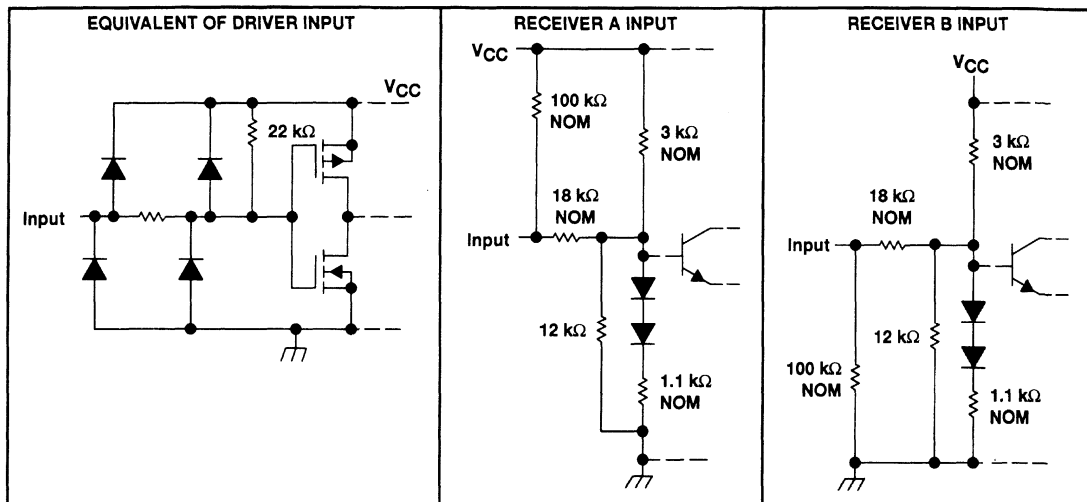 EQUIVALENT OF DRIVER INPUT
VCC
22 kΩ
Input
RECEIVER A INPUT
VCC
100 kΩ
NOM
3 kΩ
NOM
18 kΩ
NOM
Input
12 kΩ
1.1 kΩ
NOM
RECEIVER B INPUT
VCC
3 kΩ
NOM
18 kΩ
NOM
Input
12 kΩ
100 kΩ
NOM
1.1 kΩ
NOM